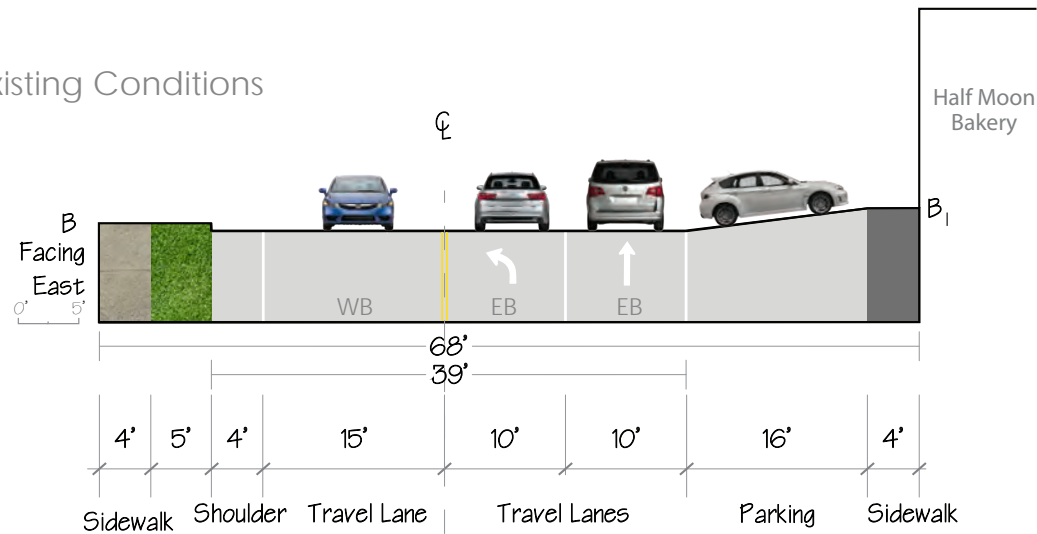 isting Conditions
Half Moon
Bakery
℄
B
Facing
East
B1
0' 5'
WB
EB
EB
68'
39'
4' 5' 4' 15' 10' 10' 16' 4'
Sidewalk Shoulder Travel Lane Travel Lanes Parking Sidewalk